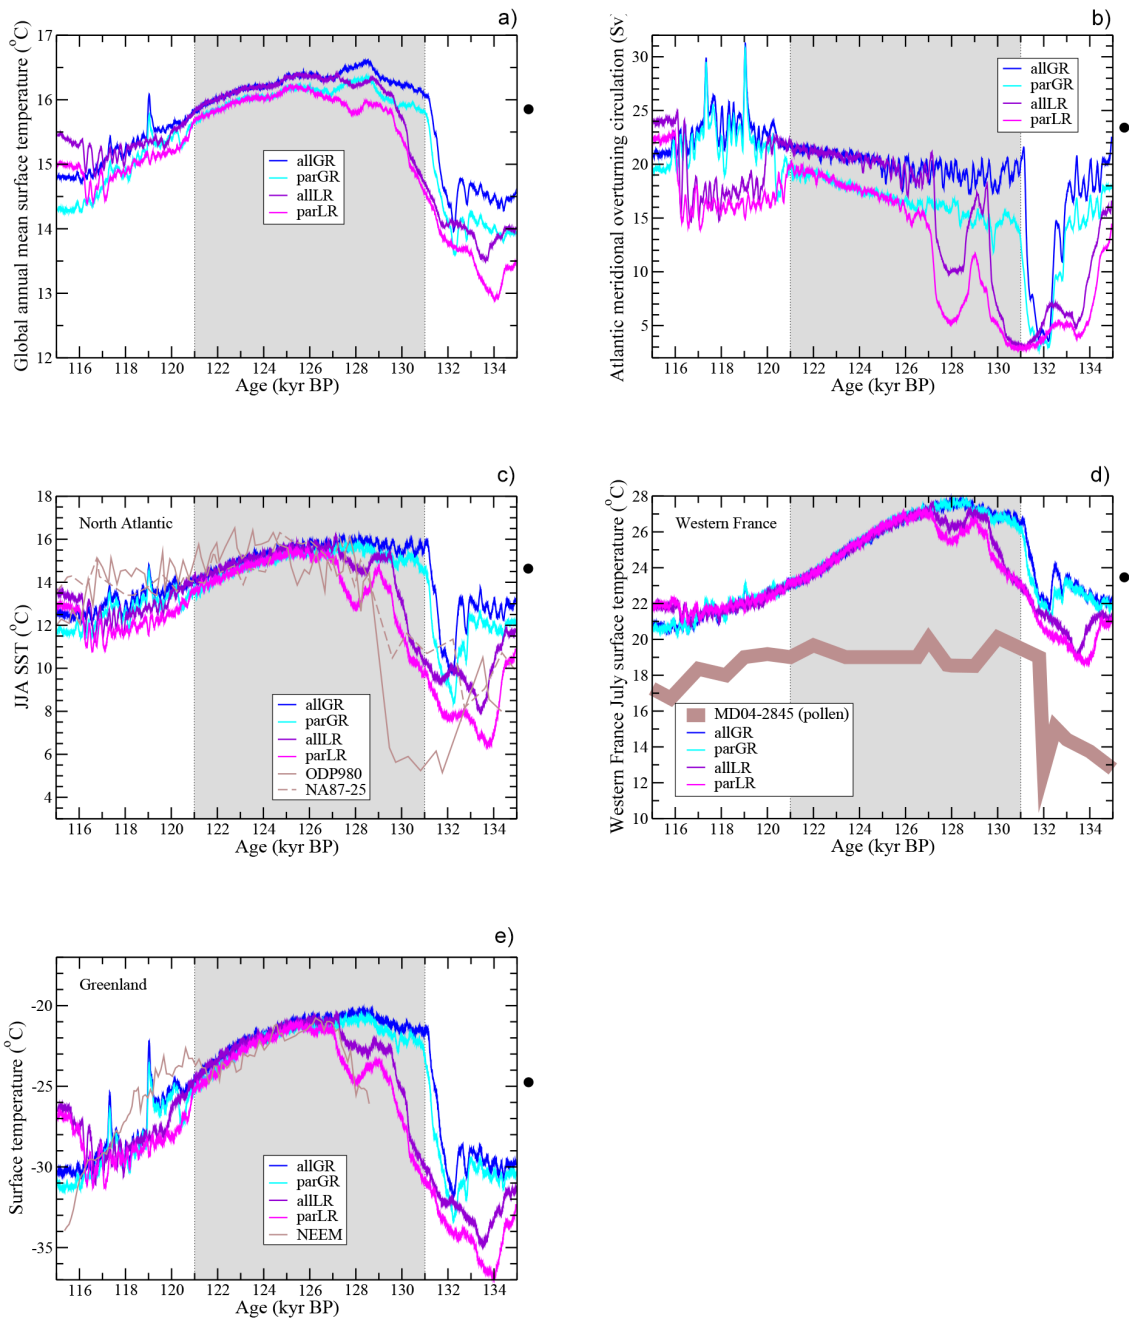 a)
Global annual mean surface temperature (°C)
17
16
15
14
13
12
allGR
parGR
allLR
parLR
116 118 120 122 124 126 128 130 132 134
Age (kyr BP)
b)
Atlantic meridional overturning circulation (Sv)
30
25
20
15
10
5
allGR
parGR
allLR
parLR
116 118 120 122 124 126 128 130 132 134
Age (kyr BP)
c)
North Atlantic
JJA SST (°C)
18
16
14
12
10
8
6
4
allGR
parGR
allLR
parLR
ODP980
NA87-25
116 118 120 122 124 126 128 130 132 134
Age (kyr BP)
d)
Western France
Western France July surface temperature (°C)
28
26
24
22
20
18
16
14
12
10
MD04-2845 (pollen)
allGR
parGR
allLR
parLR
116 118 120 122 124 126 128 130 132 134
Age (kyr BP)
e)
Greenland
Surface temperature (°C)
-20
-25
-30
-35
allGR
parGR
allLR
parLR
NEEM
116 118 120 122 124 126 128 130 132 134
Age (kyr BP)